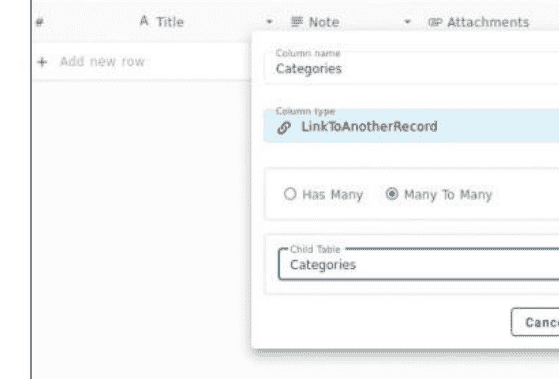 # Title Note Attachments
+ Add new row
Column name
Categories
Column type
LinkToAnotherRecord
Has Many Many To Many
Child Table
Categories